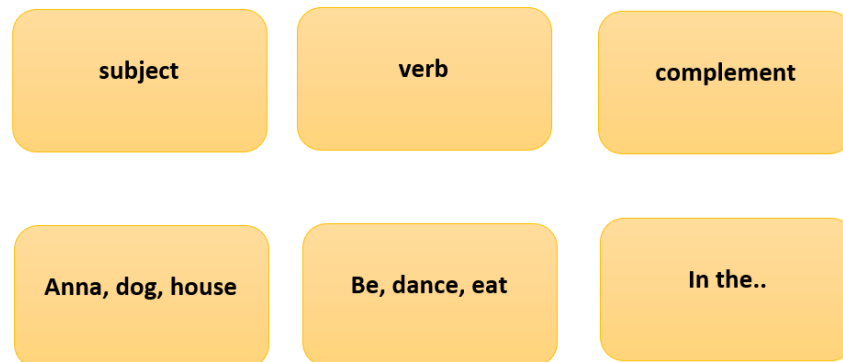 subject
verb
complement
Anna, dog, house
Be, dance, eat
In the..